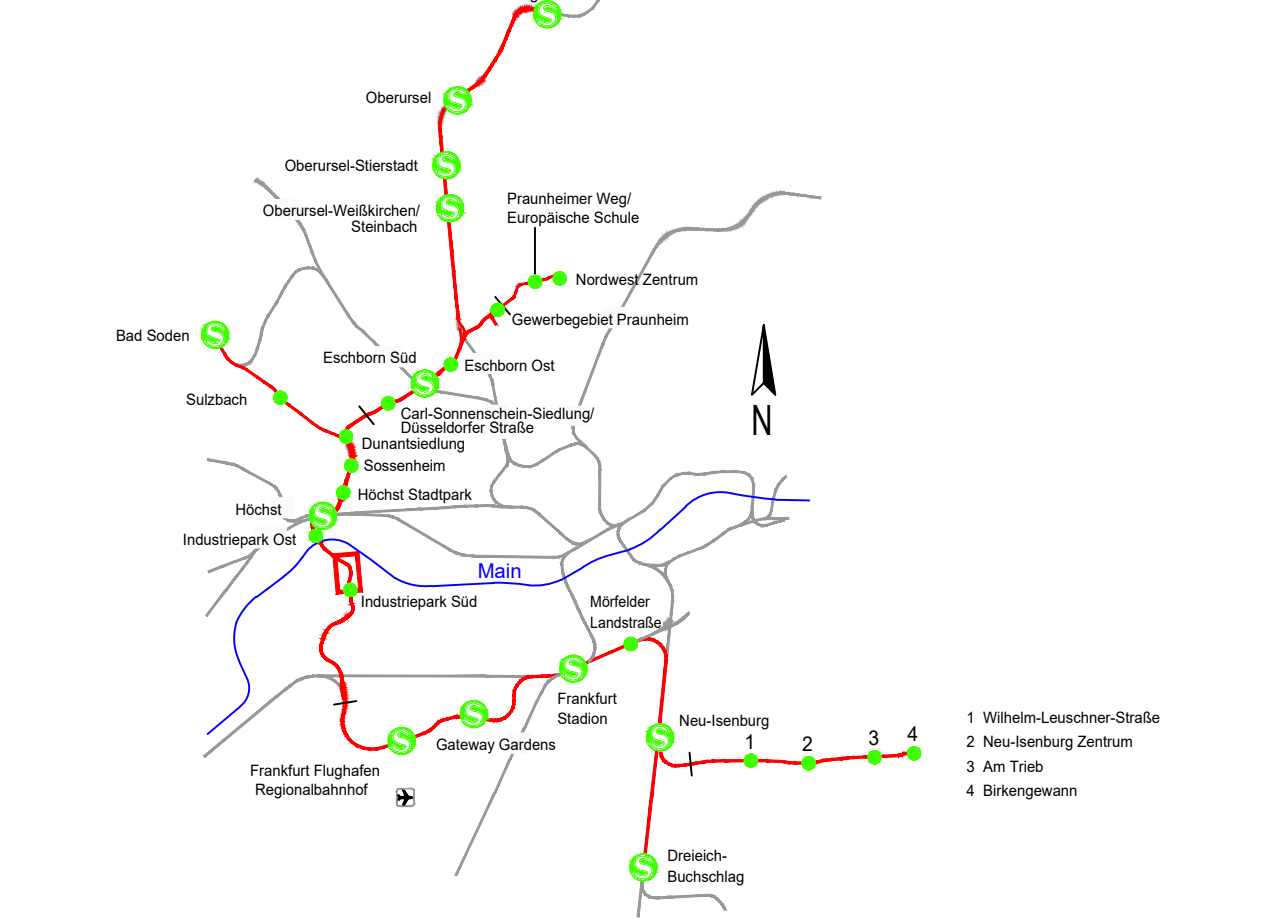 Oberursel
Oberursel-Stierstadt
Praunheimer Weg/
Europäische Schule
Oberursel-Weißkirchen/
Steinbach
Nordwest Zentrum
Gewerbegebiet Praunheim
Bad Soden
Eschborn Süd
Eschborn Ost
Sulzbach
Carl-Sonnenschein-Siedlung/
Düsseldorfer Straße
N
Dunantsiedlung
Sossenheim
Höchst Stadtpark
Höchst
Industriepark Ost
Main
Industriepark Süd
Mörfelder
Landstraße
Frankfurt
Stadion
Neu-Isenburg
Gateway Gardens
Frankfurt Flughafen
Regionalbahnhof
1 2 3 4
1 Wilhelm-Leuschner-Straße
2 Neu-Isenburg Zentrum
3 Am Trieb
4 Birkengewann
Dreieich-
Buchschlag